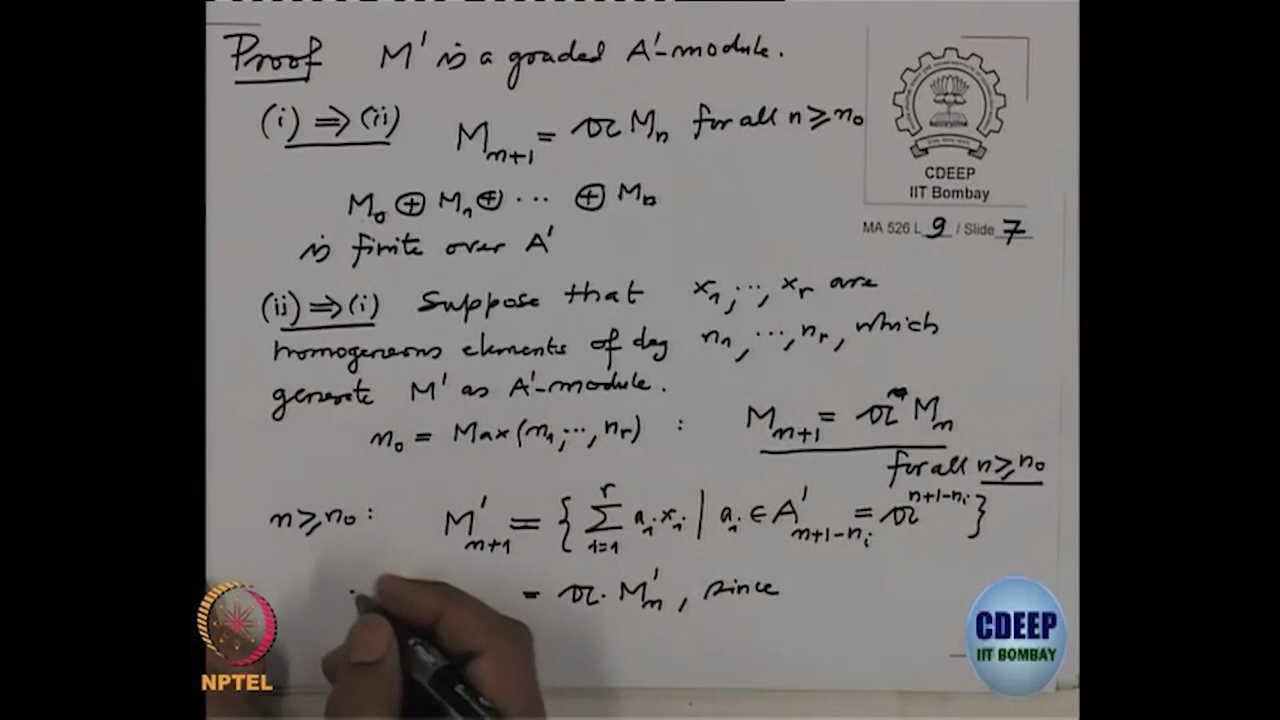 Proof M' is a graded A'-module.
(i) ⇒ (ii) M_{n+1} = 𝔞 M_n for all n ≥ n_0
M_0 ⊕ M_1 ⊕ ... ⊕ M_{n_0}
is finite over A'
(ii) ⇒ (i) Suppose that x_1, ..., x_r are
homogeneous elements of deg n_1, ..., n_r, which
generate M' as A'-module.
n_0 = Max(n_1, ..., n_r) : M_{n+1} = 𝔞 M_n
for all n ≥ n_0
n ≥ n_0 : M'_{n+1} = { ∑_{i=1}^{r} a_i x_i | a_i ∈ A'_{n+1-n_i} = 𝔞^{n+1-n_i} }
= 𝔞 · M'_n, since
CDEEP
IIT Bombay
MA 526 L 9 / Slide 7
NPTEL
CDEEP
IIT BOMBAY